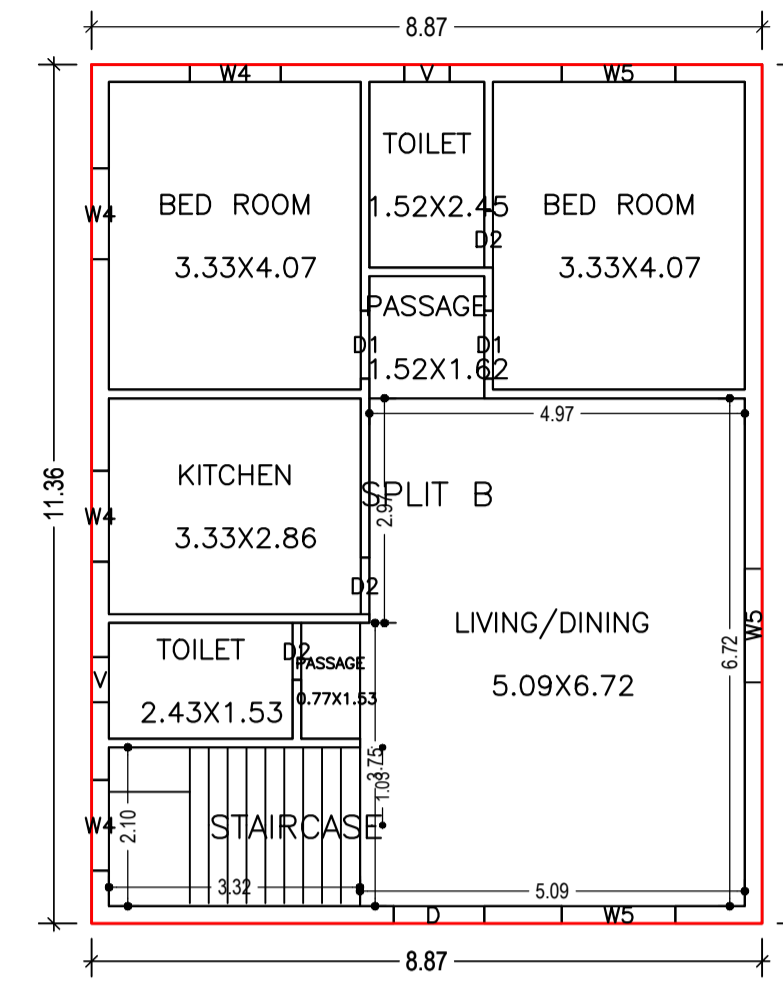 8.87
W4
V
W5
TOILET
1.52X2.45
BED ROOM
3.33X4.07
BED ROOM
3.33X4.07
W4
D2
PASSAGE
1.52X1.62
D1
D1
4.97
11.36
KITCHEN
3.33X2.86
SPLIT B
2.97
W4
D2
LIVING/DINING
5.09X6.72
W5
6.72
TOILET
2.43X1.53
D2
PASSAGE
0.77X1.53
V
3.75
1.03
STAIRCASE
W4
2.10
3.32
5.09
D
W5
8.87